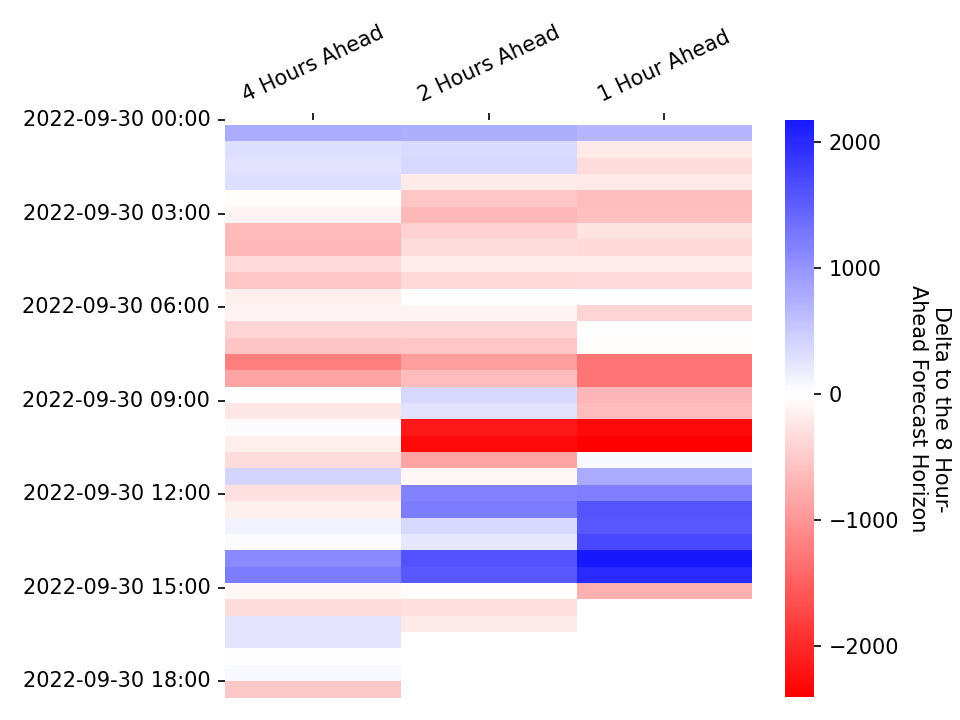 4 Hours Ahead
2 Hours Ahead
1 Hour Ahead
2022-09-30 00:00
2022-09-30 03:00
2022-09-30 06:00
2022-09-30 09:00
2022-09-30 12:00
2022-09-30 15:00
2022-09-30 18:00
2000
1000
0
−1000
−2000
Delta to the 8 Hour-
Ahead Forecast Horizon